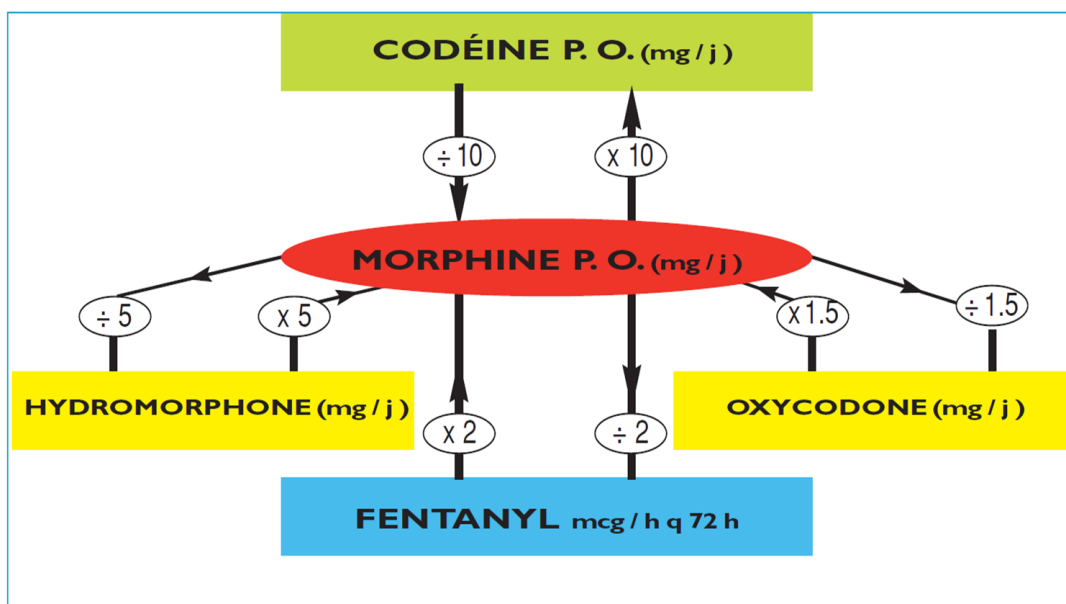 CODÉINE P. O. (mg / j )
÷ 10
x 10
MORPHINE P. O. (mg / j )
÷ 5
x 5
x 1.5
÷ 1.5
HYDROMORPHONE (mg / j )
OXYCODONE (mg / j )
x 2
÷ 2
FENTANYL mcg / h q 72 h